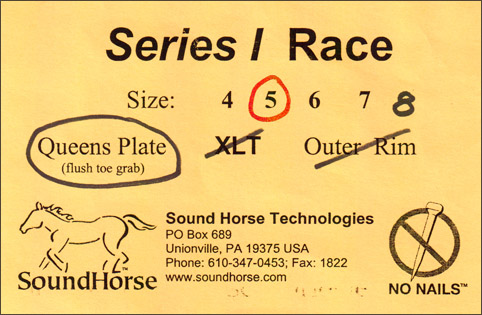 Series I Race
Size: 4 5 6 7 8
Queens Plate XLT Outer Rim
(flush toe grab)
Sound Horse Technologies
PO Box 689
Unionville, PA 19375 USA
Phone: 610-347-0453; Fax: 1822
www.soundhorse.com
SoundHorse™
NO NAILS™